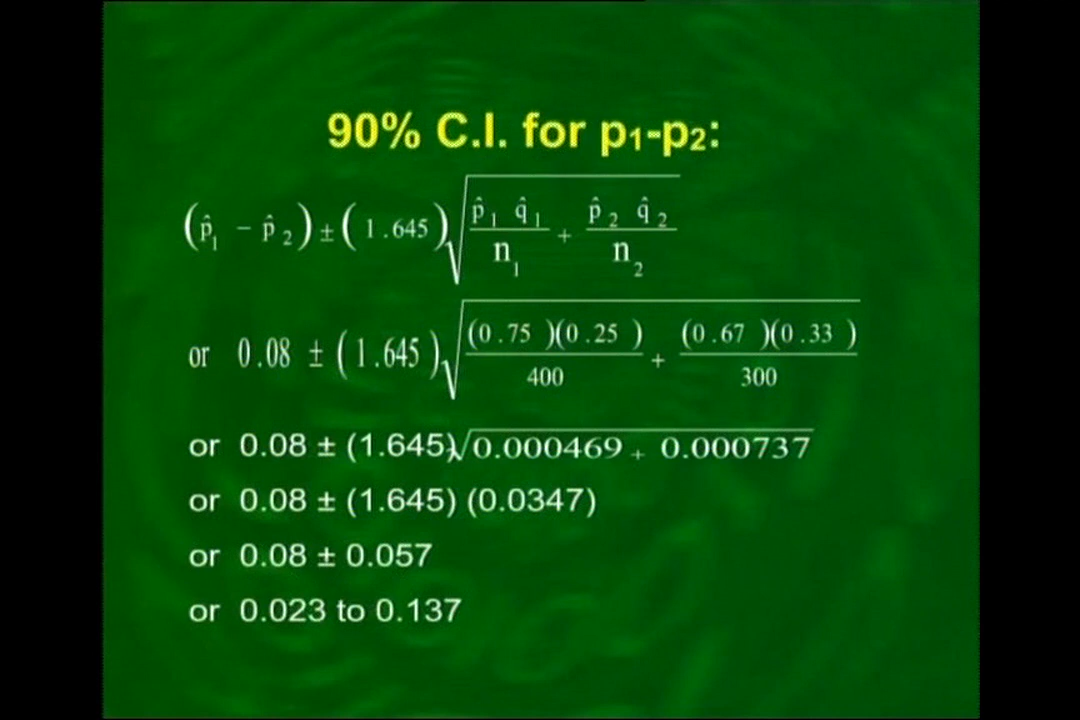 90% C.I. for p₁-p₂:
(p̂₁ − p̂₂) ± (1.645) √(p̂₁ q̂₁ / n₁ + p̂₂ q̂₂ / n₂)
or 0.08 ± (1.645) √((0.75)(0.25) / 400 + (0.67)(0.33) / 300)
or 0.08 ± (1.645)√0.000469 + 0.000737
or 0.08 ± (1.645) (0.0347)
or 0.08 ± 0.057
or 0.023 to 0.137